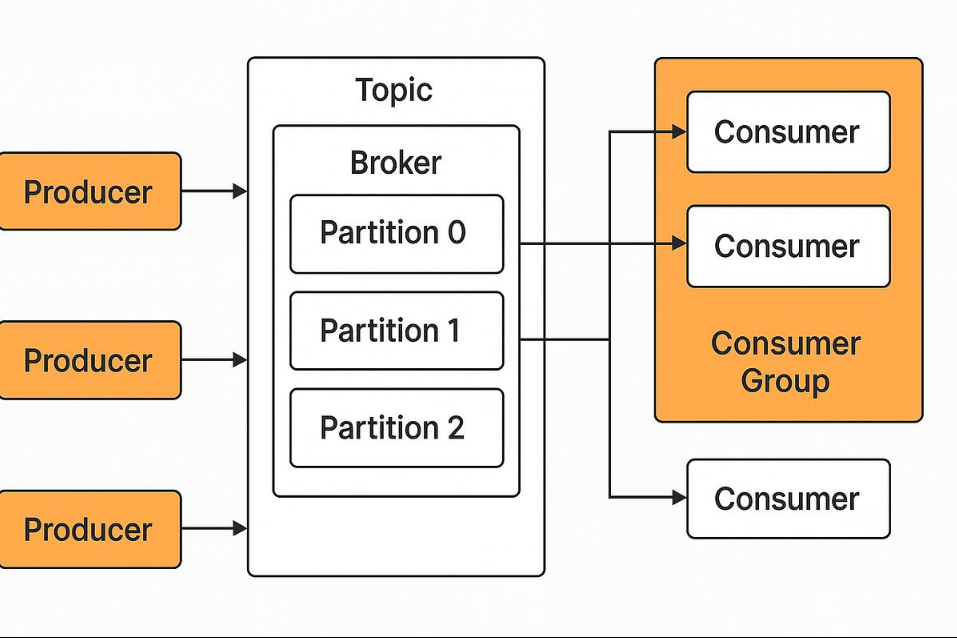 Producer
Producer
Producer
Topic
Broker
Partition 0
Partition 1
Partition 2
Consumer
Consumer
Consumer
Group
Consumer